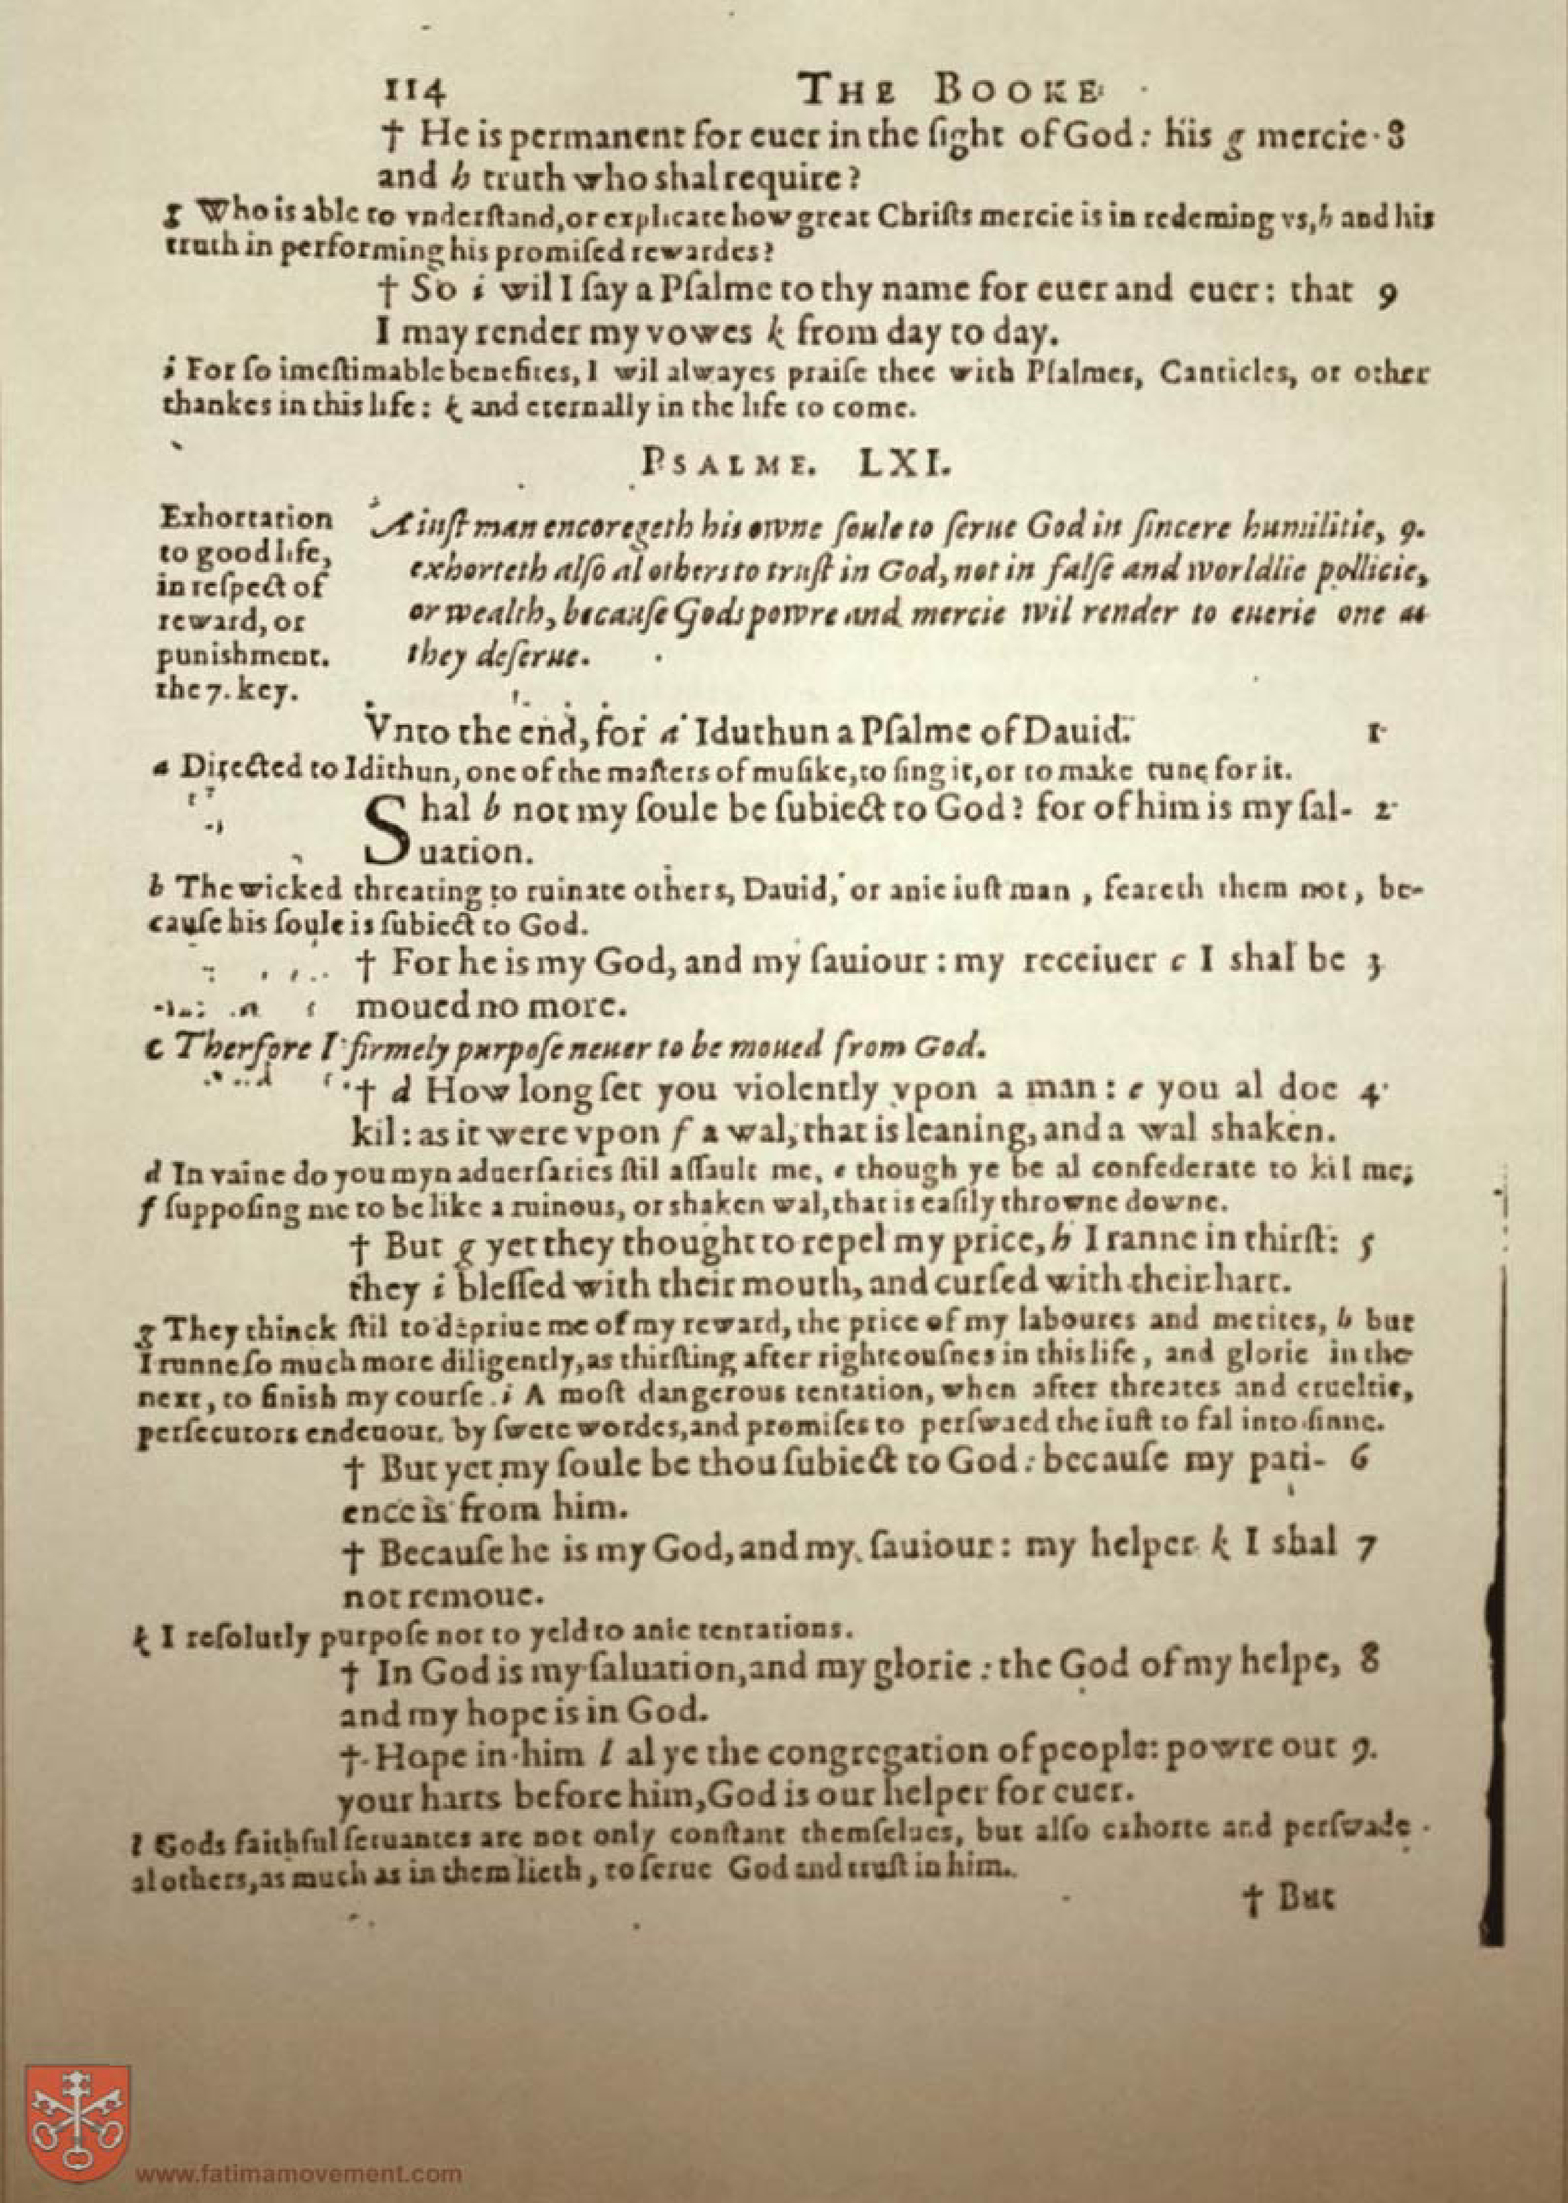 114 THE BOOKE
† He is permanent for euer in the ſight of God: his g mercie 8
and h truth who shal require?
g Who is able to vnderſtand, or explicate how great Chriſts mercie is in redeming vs, h and his
truth in performing his promiſed rewardes?
† So i wil I ſay a Pſalme to thy name for euer and euer: that 9
I may render my vowes k from day to day.
i For ſo imeſtimable benefites, I wil alwayes praiſe thee with Pſalmes, Canticles, or other
thankes in this life: k and eternally in the life to come.
PSALME. LXI.
Exhortation
to good life,
in reſpect of
reward, or
punishment.
the 7. key.
A iuſt man encoregeth his owne ſoule to ſerue God in ſincere humilitie, 9.
exhorteth alſo al others to truſt in God, not in falſe and worldlie pollicie,
or wealth, becauſe Gods powre and mercie wil render to euerie one as
they deſerue.
Vnto the end, for a Iduthun a Pſalme of Dauid. 1
a Directed to Idithun, one of the maſters of muſike, to ſing it, or to make tune for it.
Shal b not my ſoule be ſubiect to God? for of him is my ſal- 2
uation.
b The wicked threating to ruinate others, Dauid, or anie iuſt man, feareth them not, be-
cauſe his ſoule is ſubiect to God.
† For he is my God, and my ſauiour: my receiuer c I shal be 3
moued no more.
c Therfore I firmely purpoſe neuer to be moued from God.
† d How long ſet you violently vpon a man: e you al doe 4
kil: as it were vpon f a wal, that is leaning, and a wal shaken.
d In vaine do you myn aduerſaries ſtil aſſault me, e though ye be al confederate to kil me;
f ſuppoſing me to be like a ruinous, or shaken wal, that is eaſily throwne downe.
† But g yet they thought to repel my price, h I ranne in thirſt: 5
they i bleſſed with their mouth, and curſed with their hart.
g They thinck ſtil to depriue me of my reward, the price of my laboures and merites, h but
I runne ſo much more diligently, as thirſting after righteouſnes in this life, and glorie in the
next, to finish my courſe. i A moſt dangerous tentation, when after threates and crueltie,
perſecutors endeuour by ſwete wordes, and promiſes to perſwaed the iuſt to fal into ſinne.
† But yet my ſoule be thou ſubiect to God: becauſe my pati- 6
ence is from him.
† Becauſe he is my God, and my ſauiour: my helper k I shal 7
not remoue.
k I reſolutly purpoſe not to yeld to anie tentations.
† In God is my ſaluation, and my glorie: the God of my helpe, 8
and my hope is in God.
† Hope in him l al ye the congregation of people: powre out 9.
your harts before him, God is our helper for euer.
l Gods faithful ſeruantes are not only conſtant themſelues, but alſo exhorte and perſwade
al others, as much as in them lieth, to ſerue God and truſt in him.
† But
www.fatimamovement.com